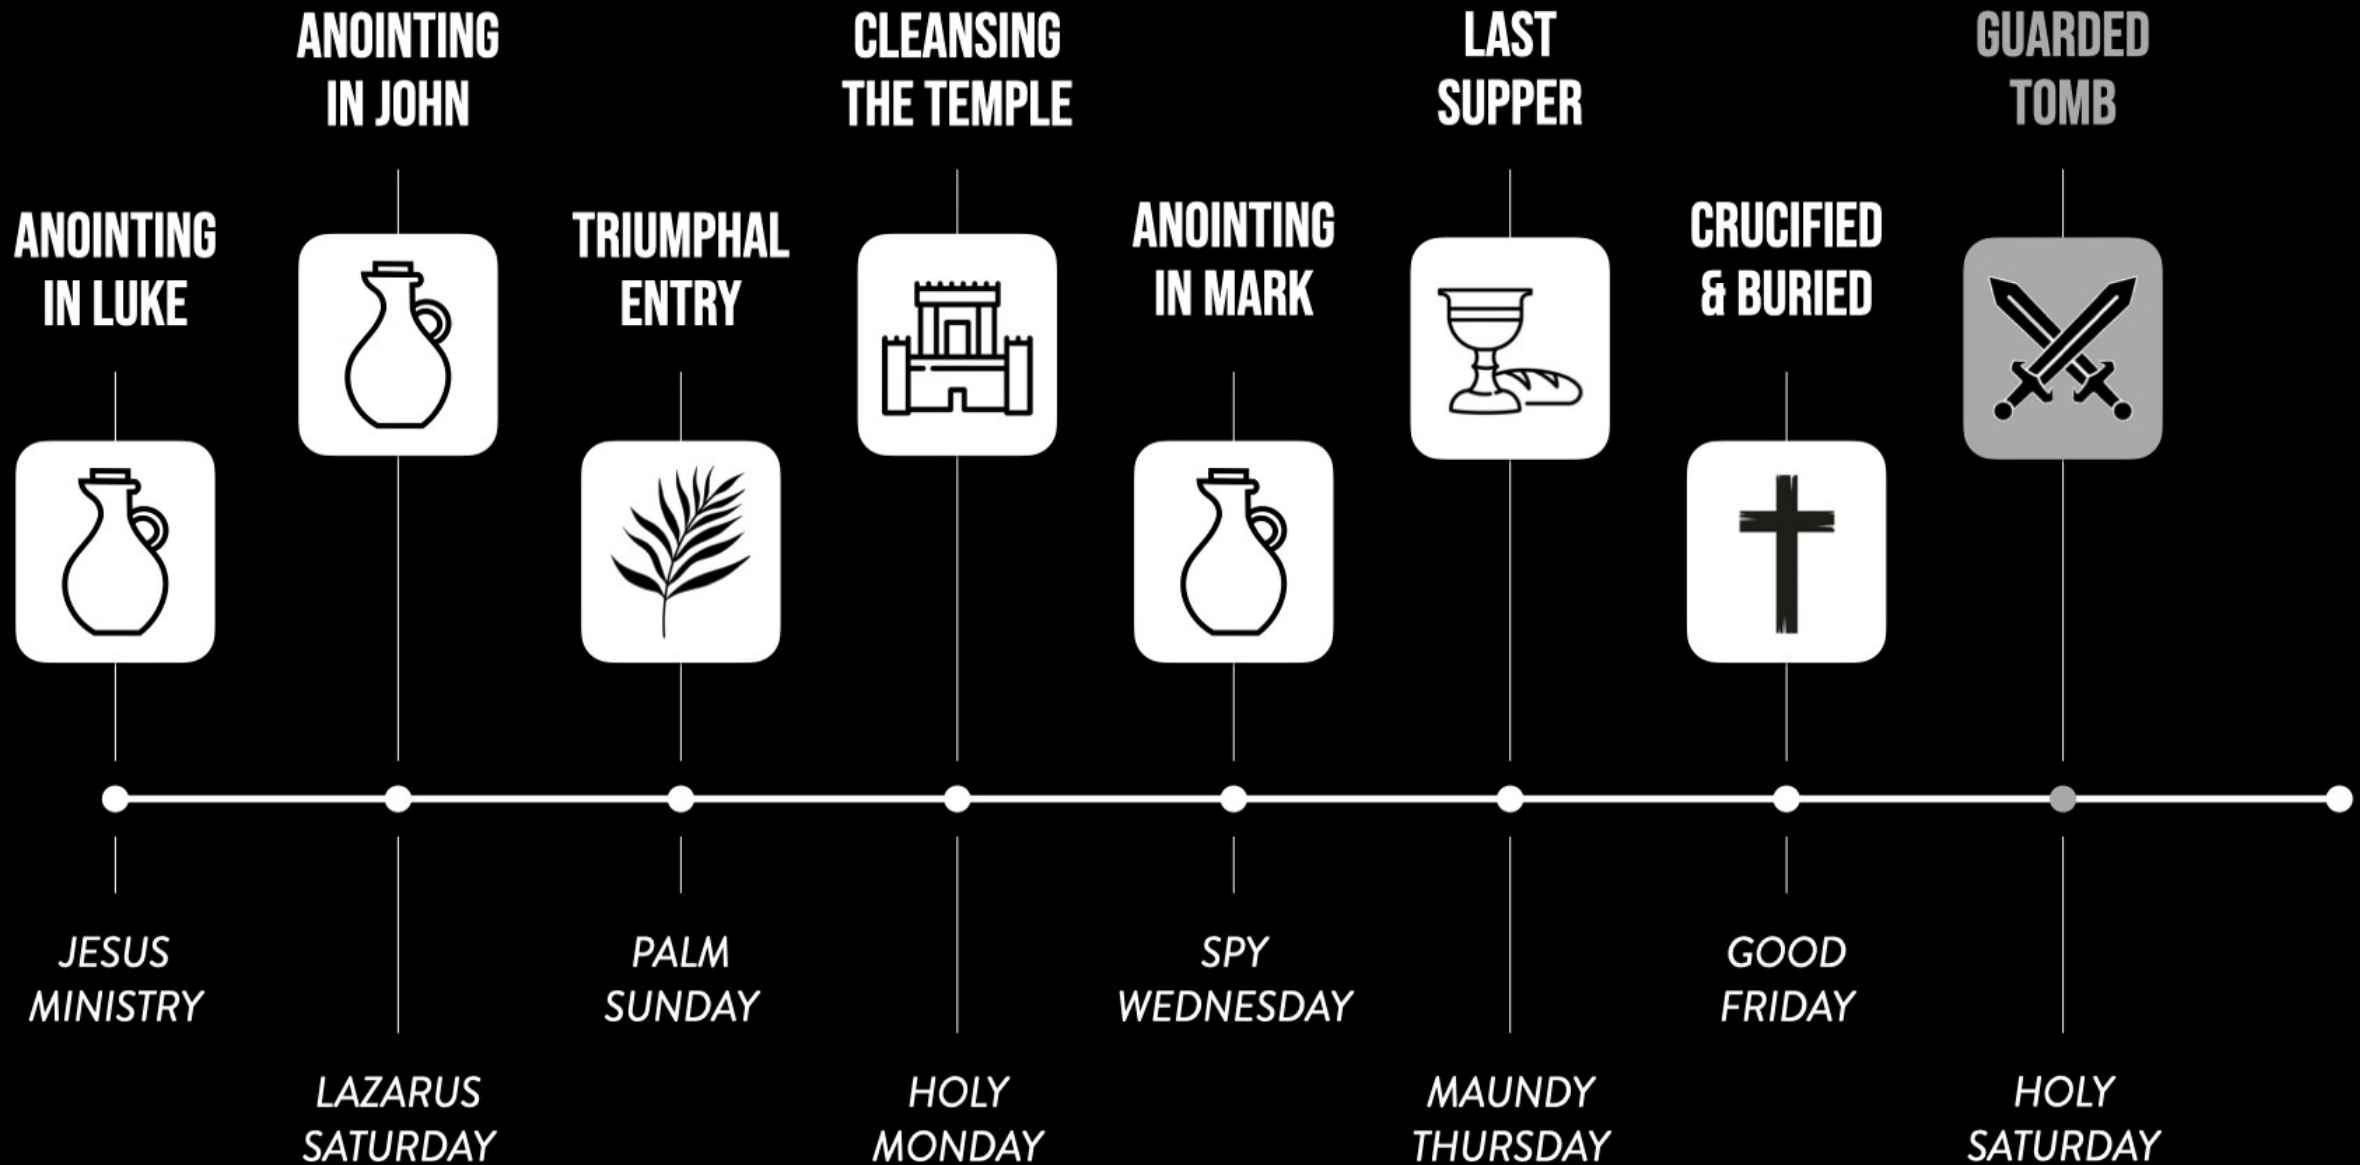 ANOINTING
IN LUKE
JESUS
MINISTRY
ANOINTING
IN JOHN
LAZARUS
SATURDAY
TRIUMPHAL
ENTRY
PALM
SUNDAY
CLEANSING
THE TEMPLE
HOLY
MONDAY
ANOINTING
IN MARK
SPY
WEDNESDAY
LAST
SUPPER
MAUNDY
THURSDAY
CRUCIFIED
& BURIED
GOOD
FRIDAY
GUARDED
TOMB
HOLY
SATURDAY